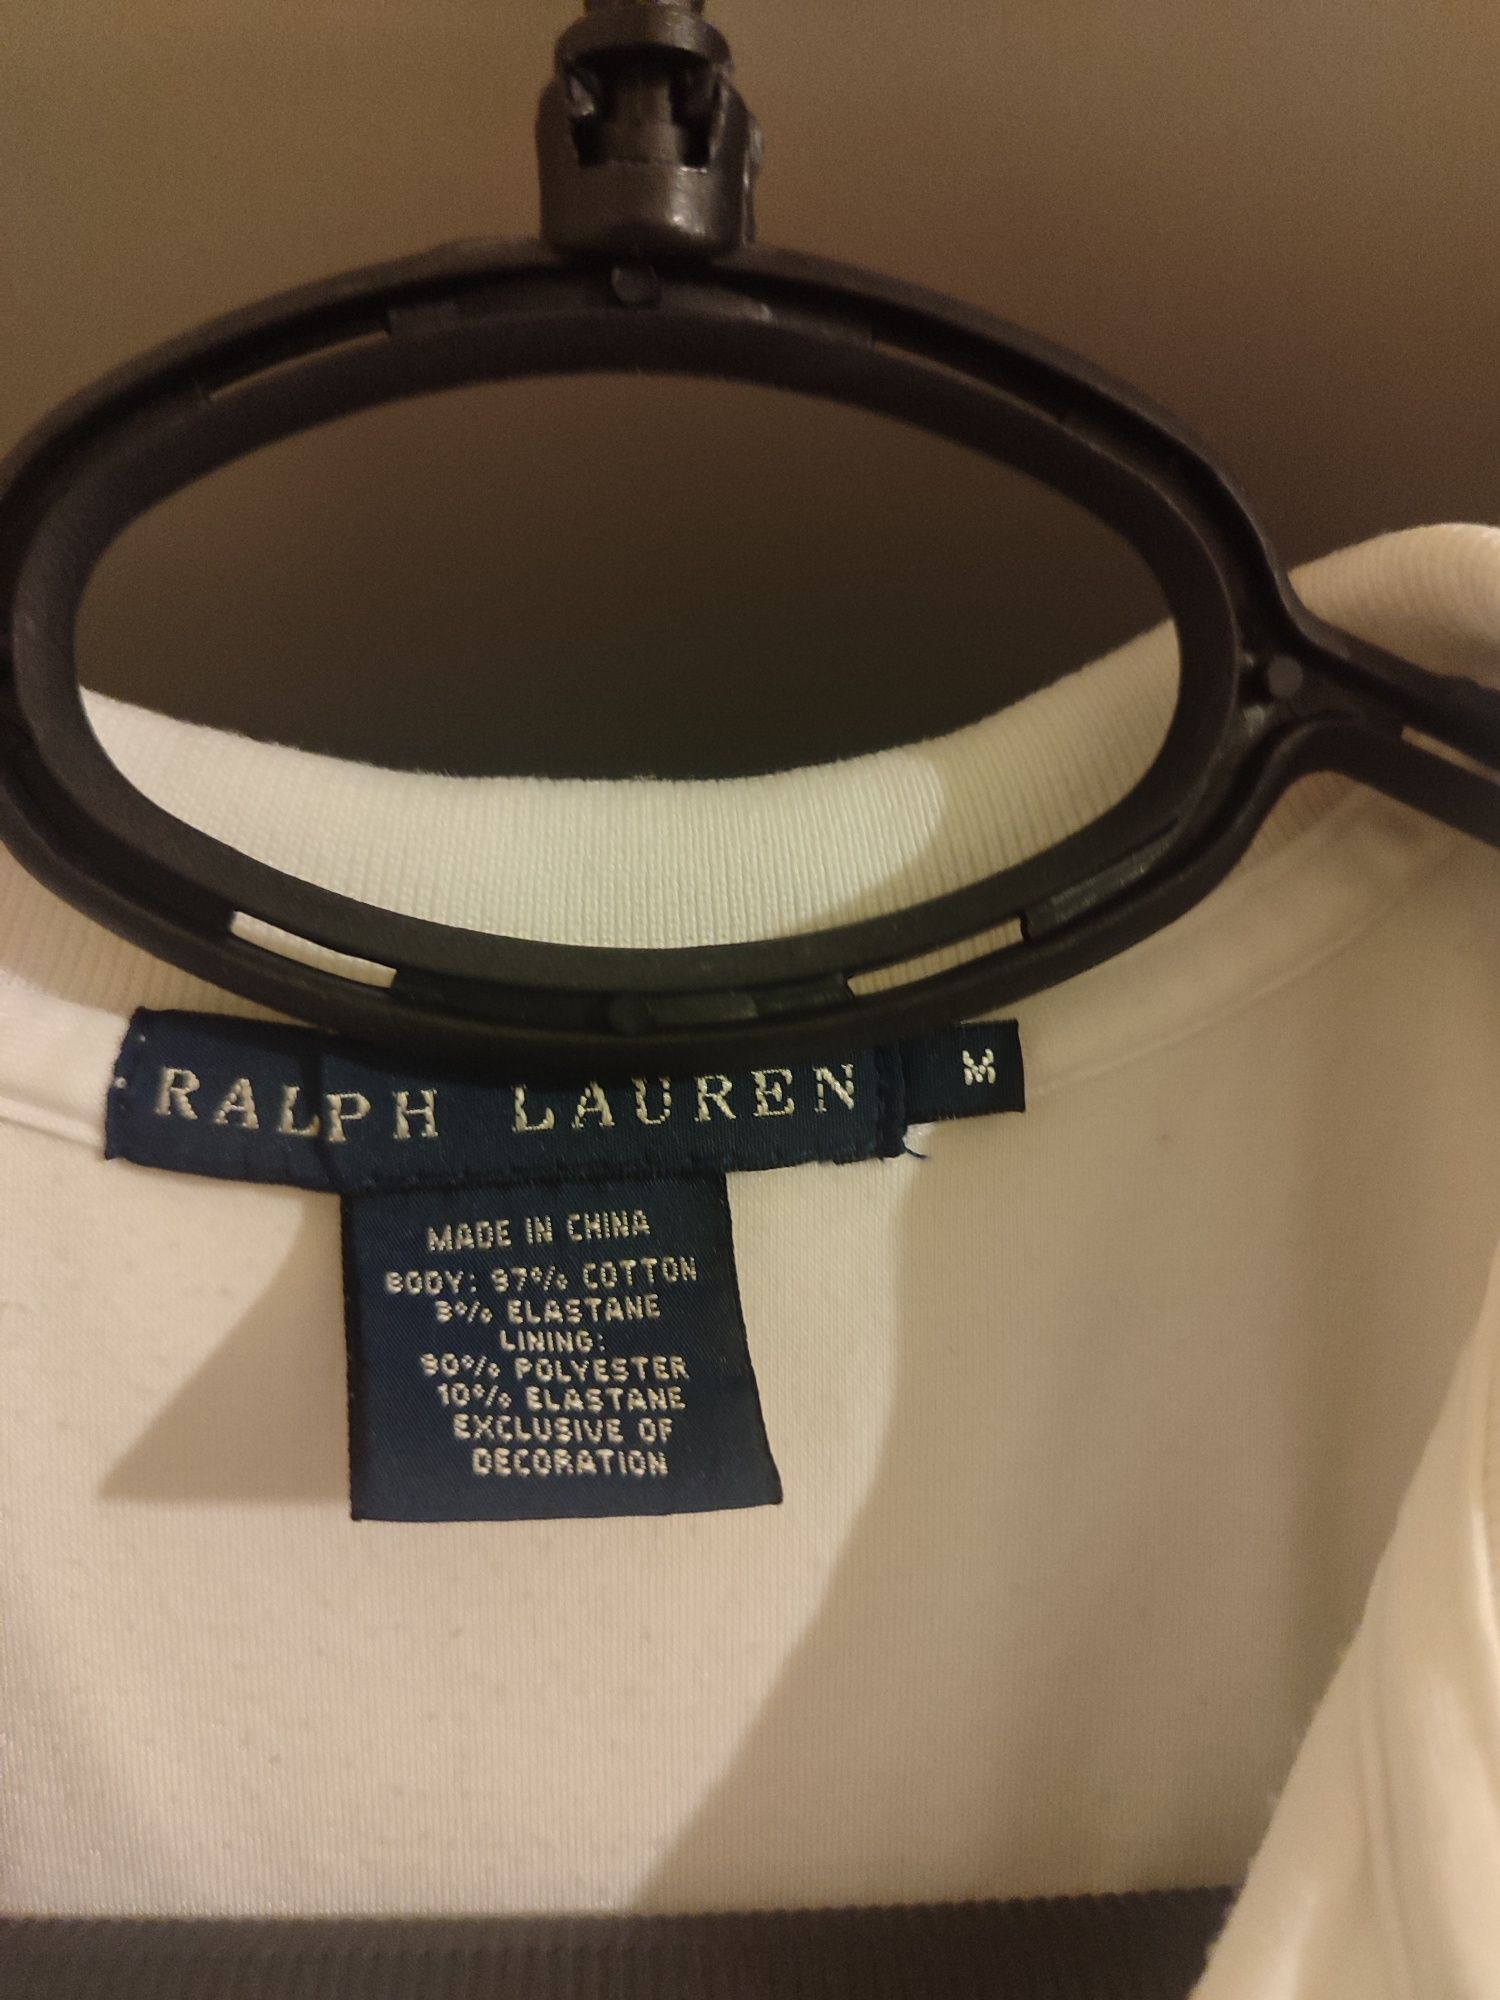 RALPH LAUREN
M
MADE IN CHINA
BODY: 97% COTTON
3% ELASTANE
LINING:
90% POLYESTER
10% ELASTANE
EXCLUSIVE OF
DECORATION